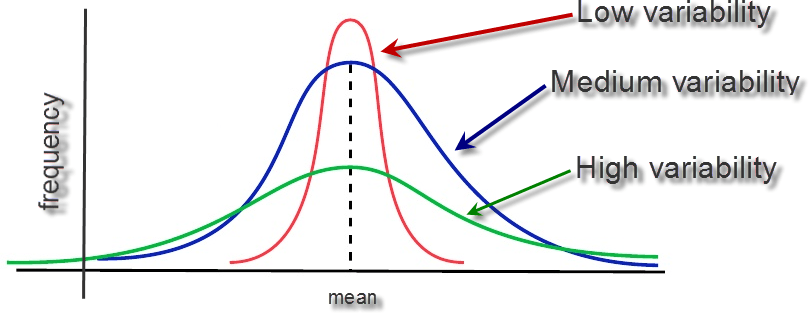 Low variability
Medium variability
High variability
frequency
mean